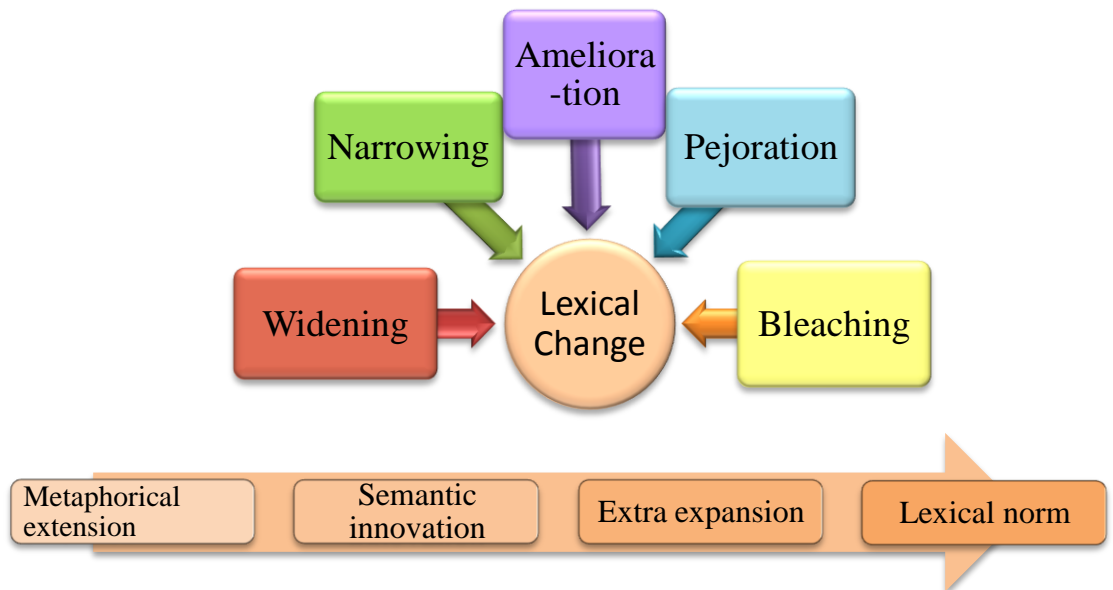 Ameliora
-tion
Narrowing
Pejoration
Widening
Lexical
Change
Bleaching
Metaphorical
extension
Semantic
innovation
Extra expansion
Lexical norm